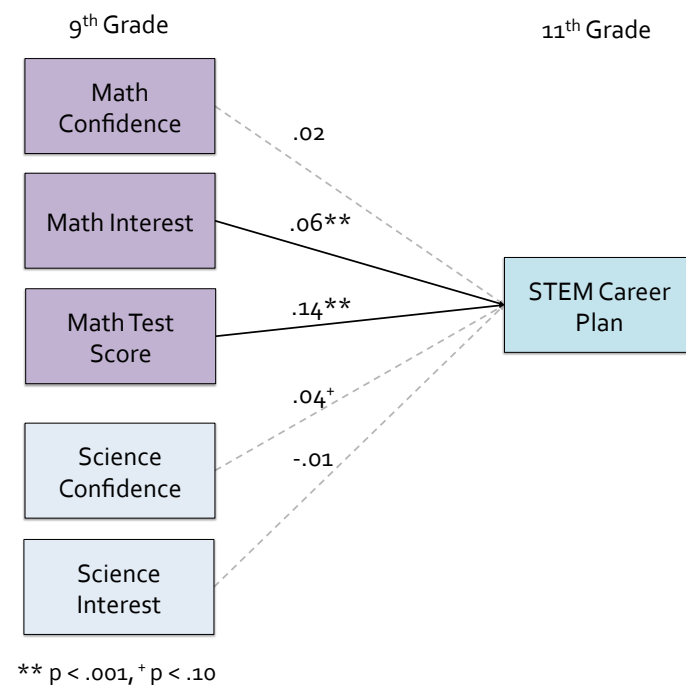 9th Grade
11th Grade
Math
Confidence
.02
Math Interest
.06**
STEM Career
Plan
Math Test
Score
.14**
.04+
Science
Confidence
-.01
Science
Interest
** p < .001, + p < .10